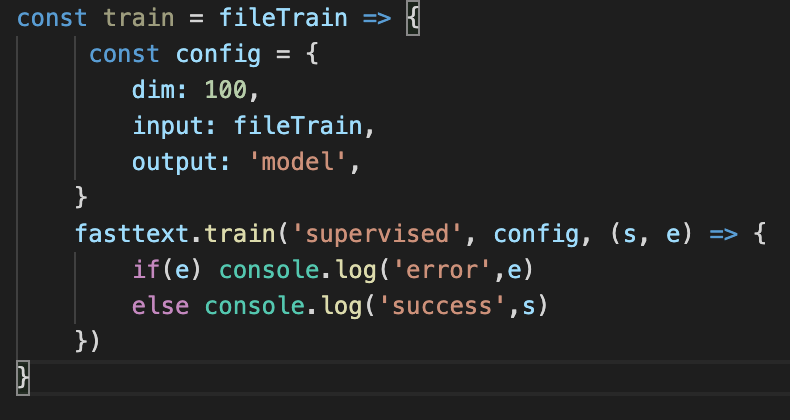 const train = fileTrain => {
const config = {
dim: 100,
input: fileTrain,
output: 'model',
}
fasttext.train('supervised', config, (s, e) => {
if(e) console.log('error',e)
else console.log('success',s)
})
}